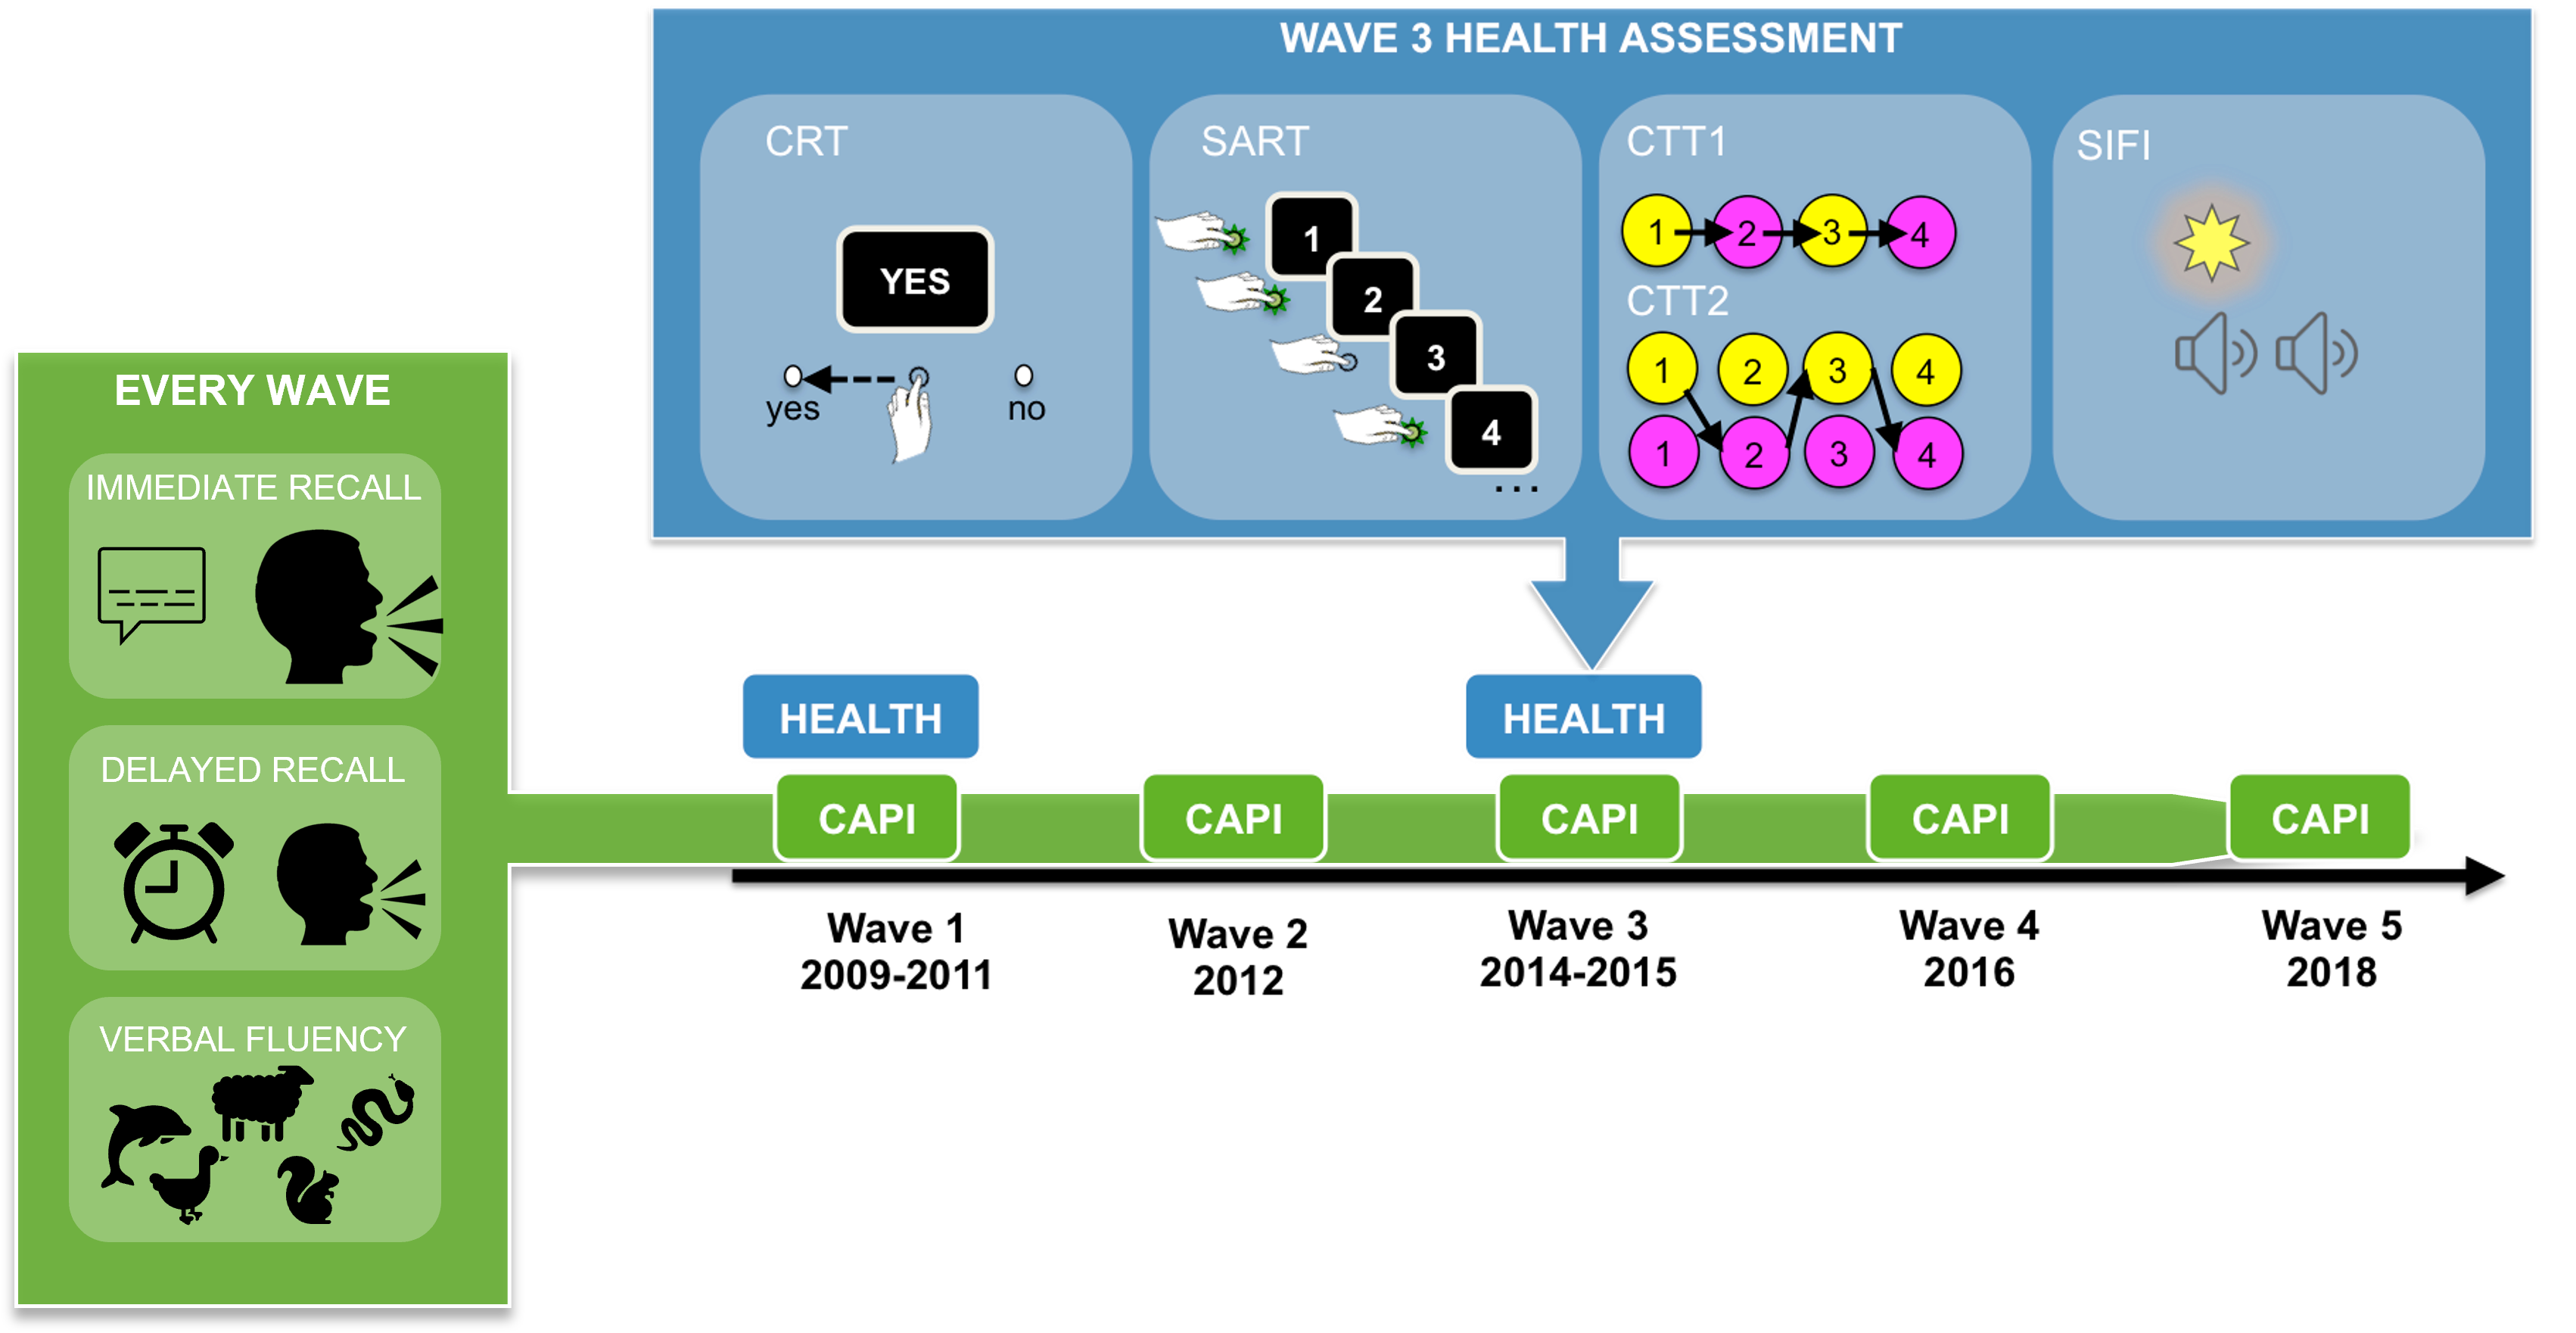 WAVE 3 HEALTH ASSESSMENT
CRT
YES
yes
no
SART
1
2
3
4
...
CTT1
1 2 3 4
CTT2
1 2 3 4
1 2 3 4
SIFI
EVERY WAVE
IMMEDIATE RECALL
DELAYED RECALL
VERBAL FLUENCY
HEALTH
HEALTH
CAPI
CAPI
CAPI
CAPI
CAPI
Wave 1
2009-2011
Wave 2
2012
Wave 3
2014-2015
Wave 4
2016
Wave 5
2018